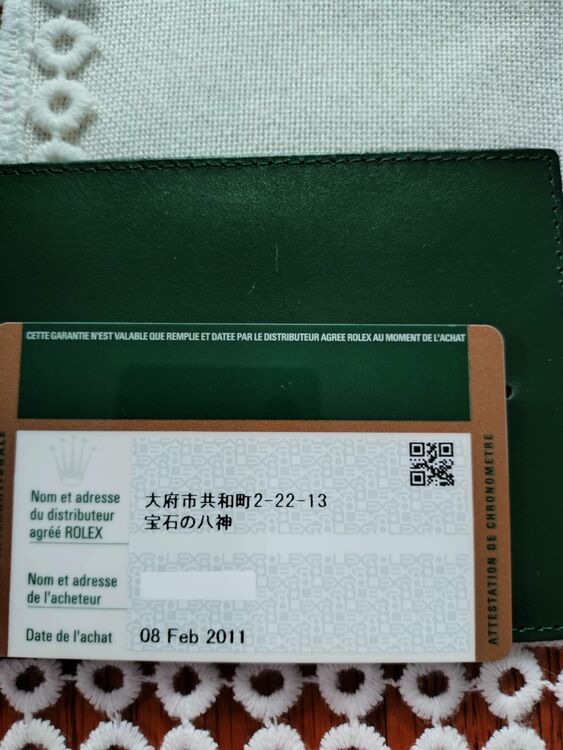 CETTE GARANTIE N'EST VALABLE QUE REMPLIE ET DATEE PAR LE DISTRIBUTEUR AGREE ROLEX AU MOMENT DE L'ACHAT
Nom et adresse
du distributeur
agréé ROLEX
大府市共和町2-22-13
宝石の八神
Nom et adresse
de l'acheteur
Date de l'achat
08 Feb 2011
ATTESTATION DE CHRONOMETRE